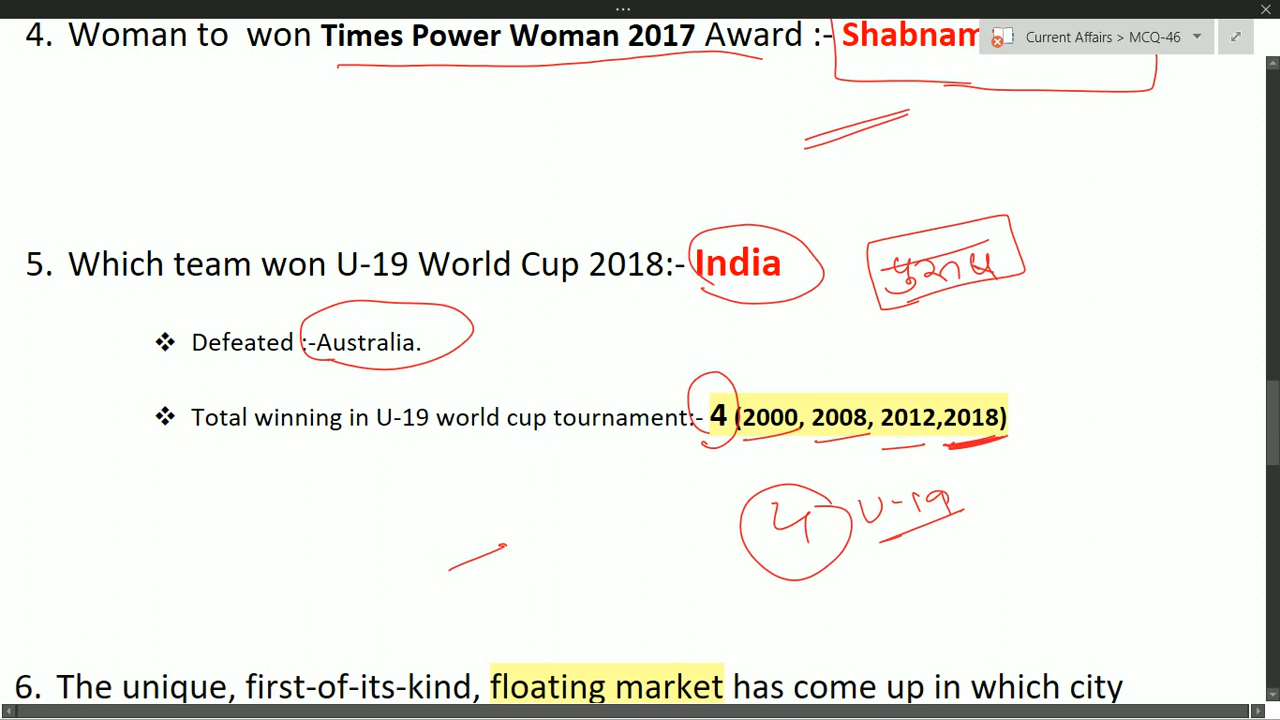 4. Woman to won Times Power Woman 2017 Award :- Shabnam
Current Affairs > MCQ-46
5. Which team won U-19 World Cup 2018:- India
❖ Defeated :-Australia.
❖ Total winning in U-19 world cup tournament:- 4 (2000, 2008, 2012,2018)
4 U-19
6. The unique, first-of-its-kind, floating market has come up in which city